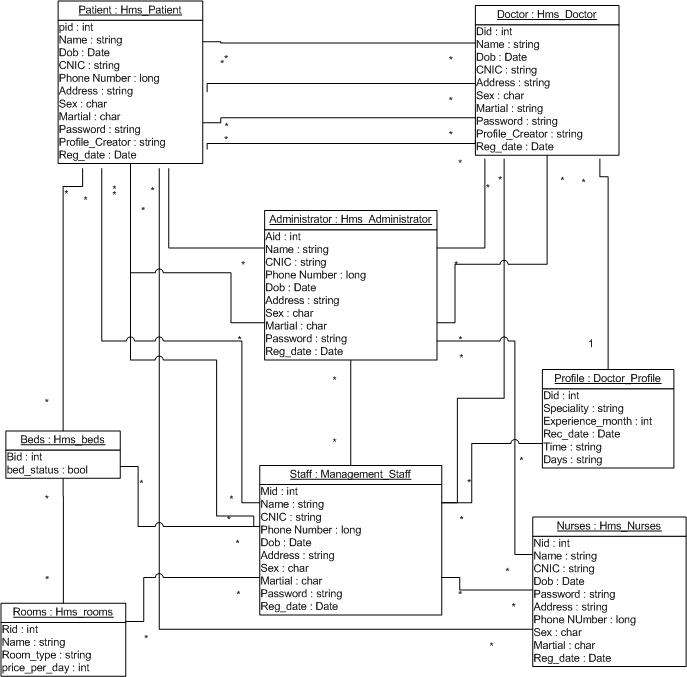 Patient : Hms_Patient
pid : int
Name : string
Dob : Date
CNIC : string
Phone Number : long
Address : string
Sex : char
Martial : char
Password : string
Profile_Creator : string
Reg_date : Date
Doctor : Hms_Doctor
Did : int
Name : string
Dob : Date
CNIC : string
Address : string
Sex : char
Martial : string
Password : string
Profile_Creator : string
Reg_date : Date
Administrator : Hms_Administrator
Aid : int
Name : string
CNIC : string
Phone Number : long
Dob : Date
Address : string
Sex : char
Martial : char
Password : string
Reg_date : Date
1
Profile : Doctor_Profile
Did : int
Speciality : string
Experience_month : int
Rec_date : Date
Time : string
Days : string
Beds : Hms_beds
Bid : int
bed_status : bool
Staff : Management_Staff
Mid : int
Name : string
CNIC : string
Phone Number : long
Dob : Date
Address : string
Sex : char
Martial : char
Password : string
Reg_date : Date
Nurses : Hms_Nurses
Nid : int
Name : string
CNIC : string
Dob : Date
Password : string
Address : string
Phone NUmber : long
Sex : char
Martial : char
Reg_date : Date
Rooms : Hms_rooms
Rid : int
Name : string
Room_type : string
price_per_day : int